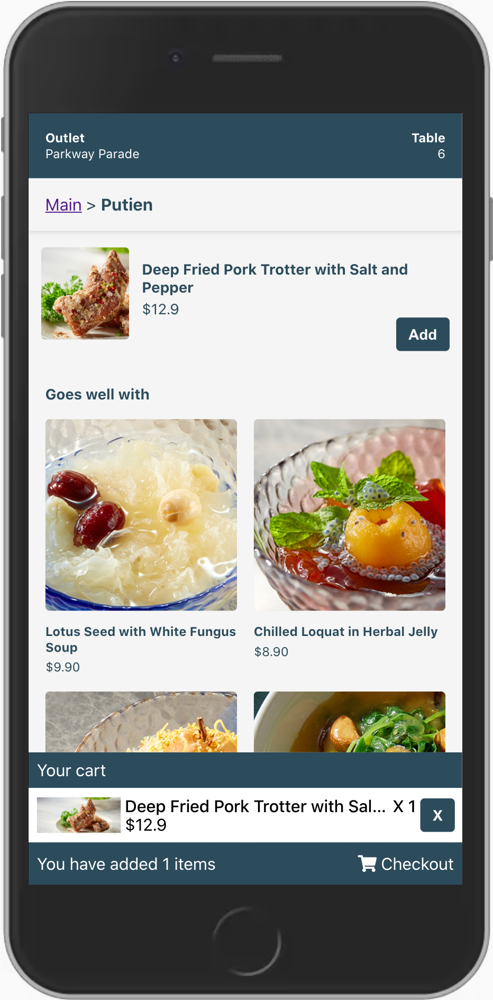 Outlet
Table
Parkway Parade
6
Main > Putien
Deep Fried Pork Trotter with Salt and
Pepper
$12.9
Add
Goes well with
Lotus Seed with White Fungus
Soup
$9.90
Chilled Loquat in Herbal Jelly
$8.90
Your cart
Deep Fried Pork Trotter with Sal... X 1
$12.9
X
You have added 1 items
Checkout